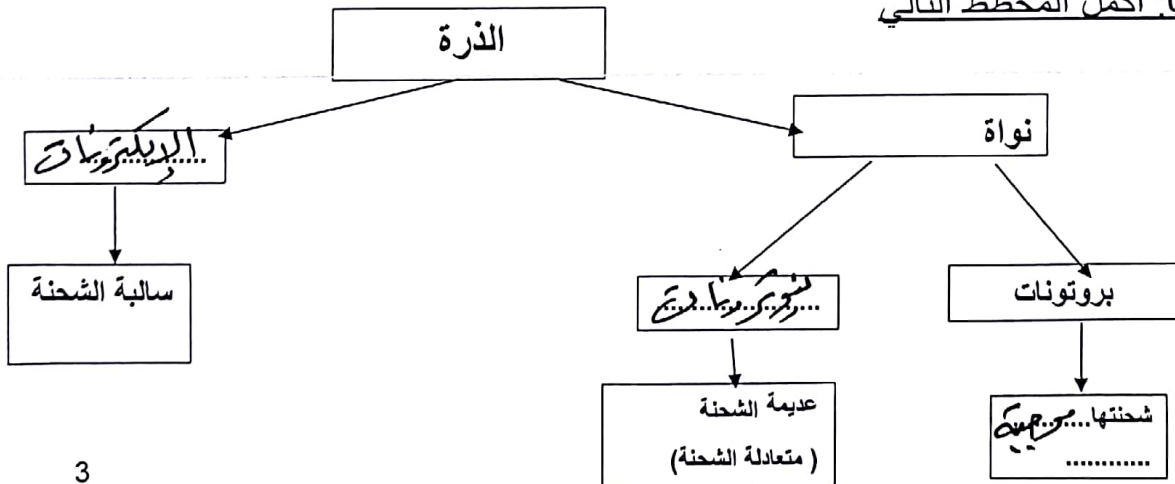 أكمل المخطط التالي
الذرة
نواة
الإلكترونات
بروتونات
نيوترونات
سالبة الشحنة
شحنتها......موجبة
............
عديمة الشحنة
( متعادلة الشحنة)
3